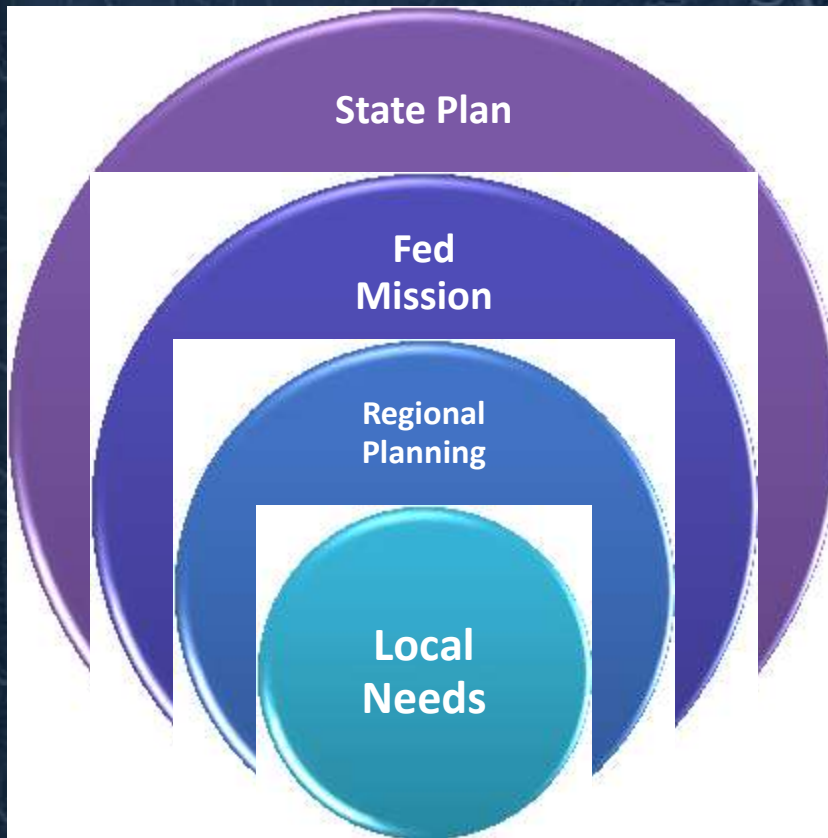 State Plan
Fed
Mission
Regional
Planning
Local
Needs